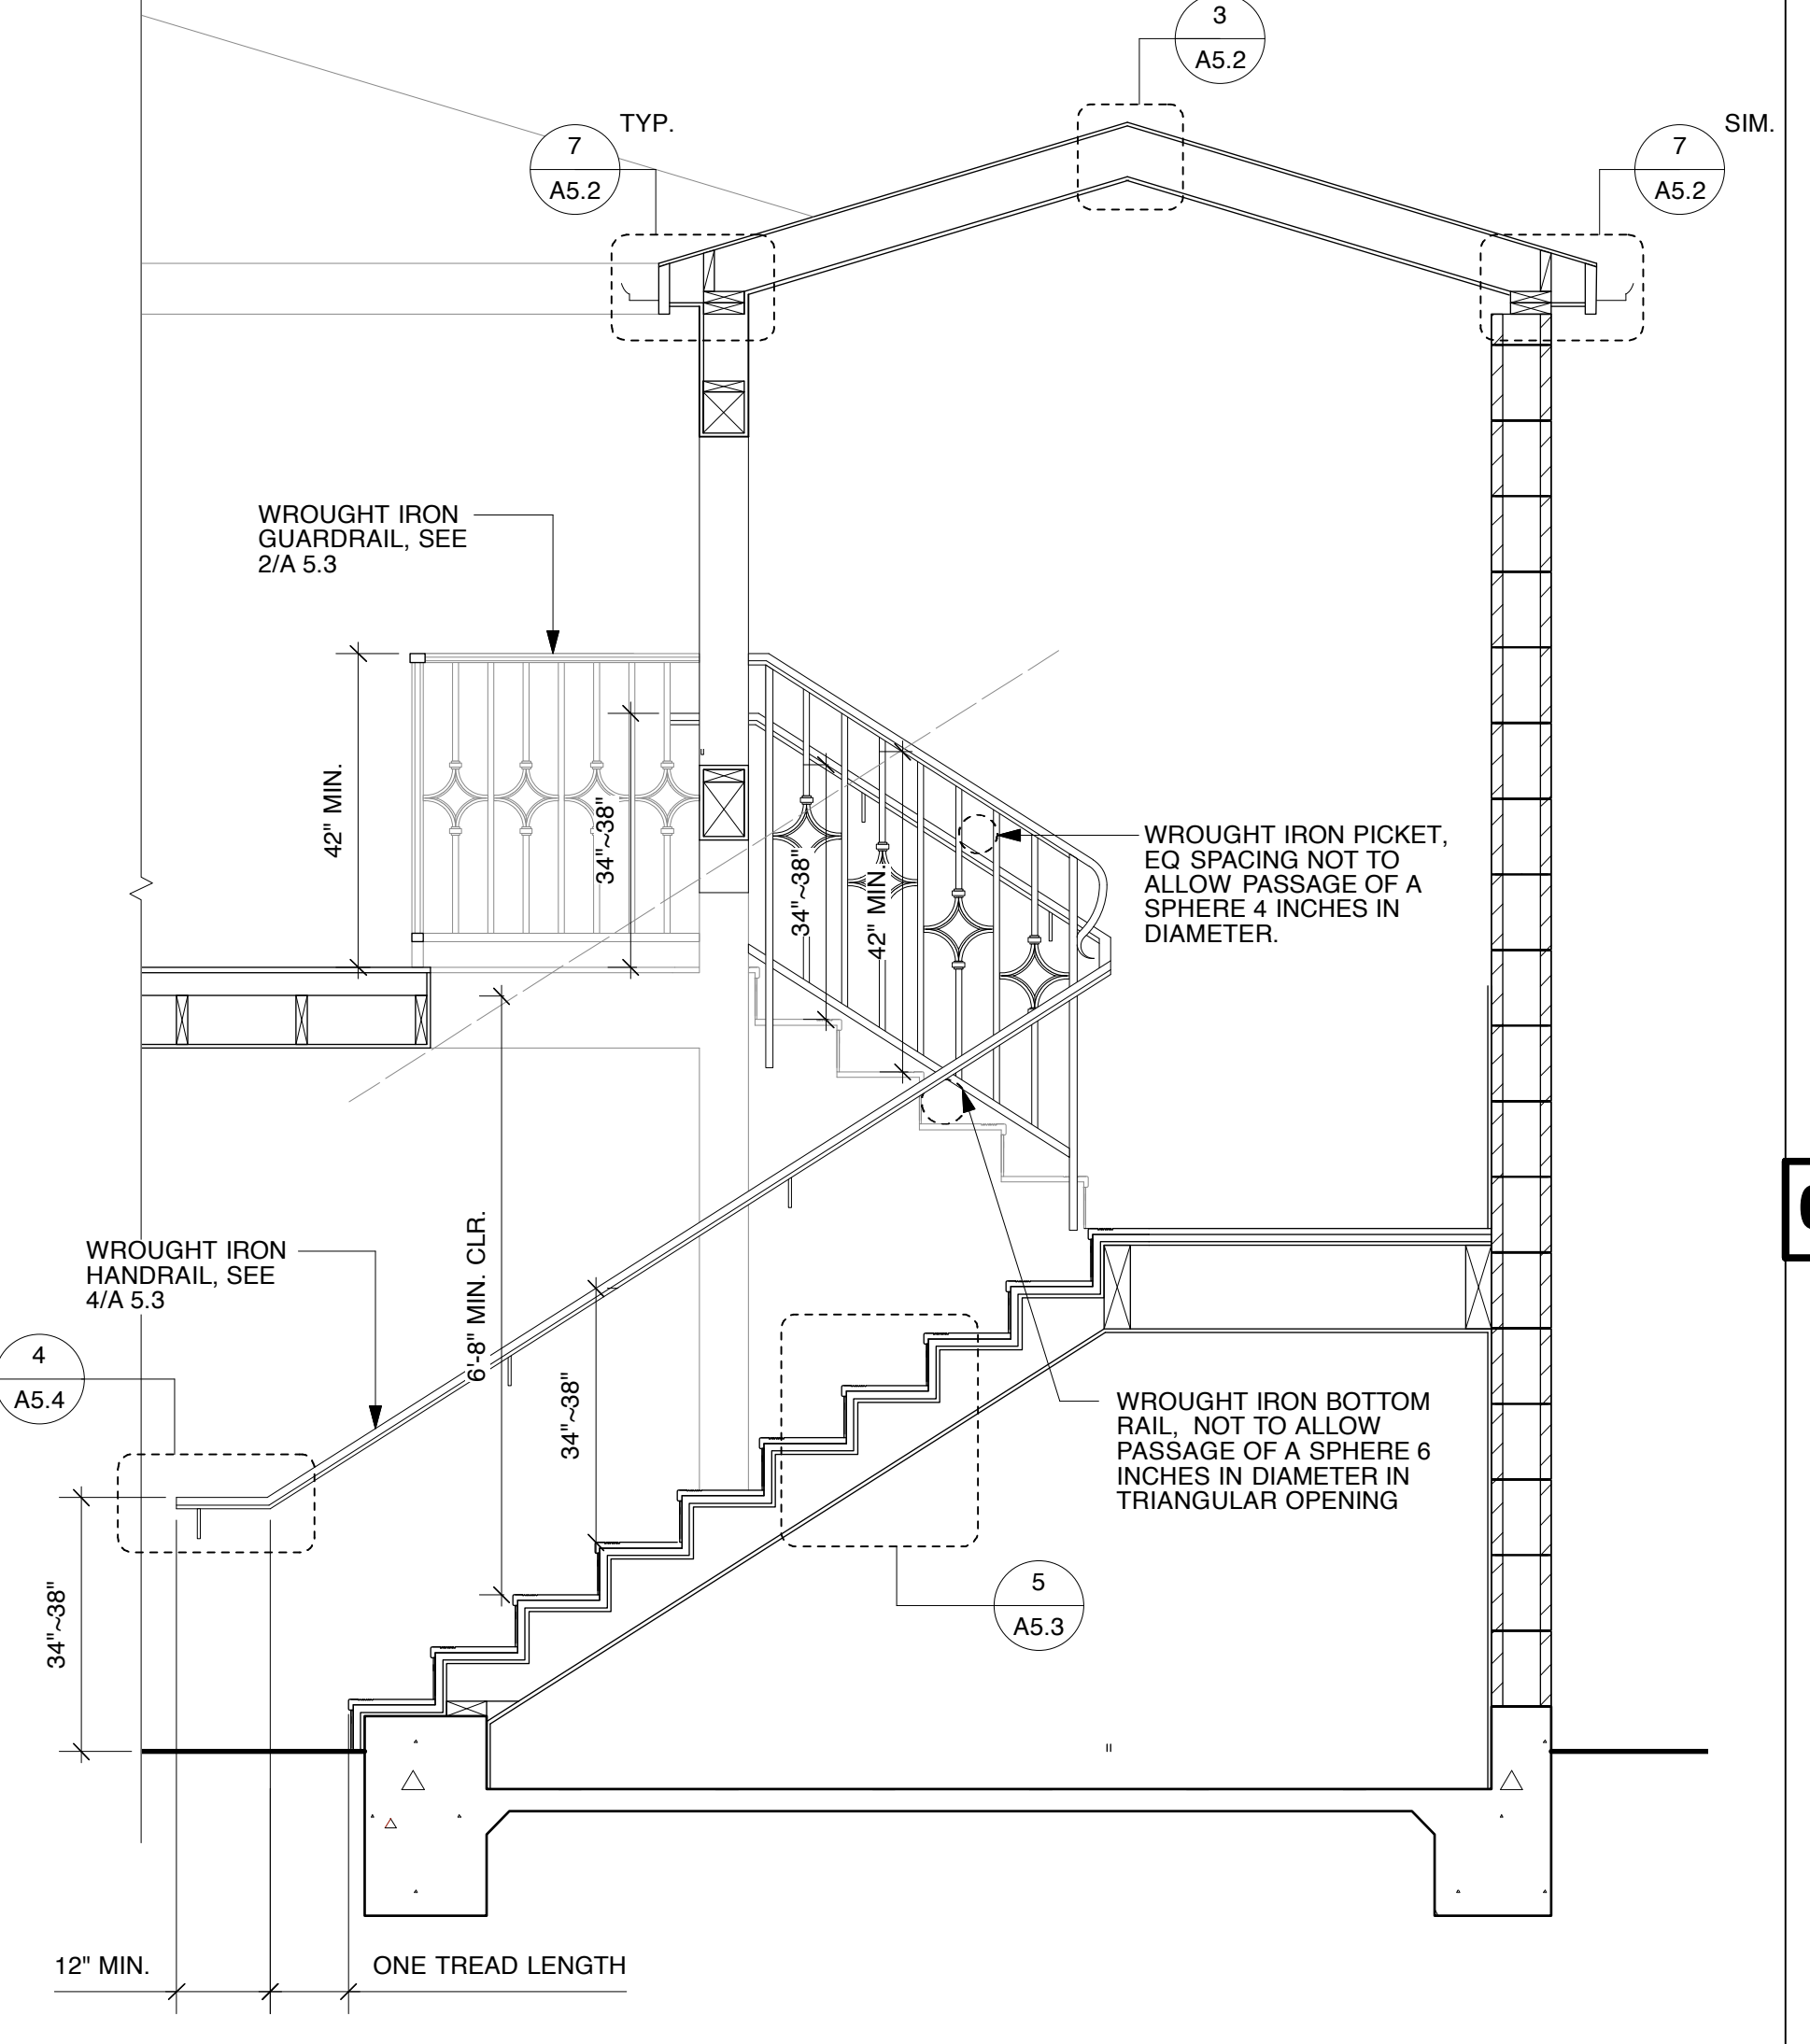 3
A5.2
TYP.
7
A5.2
SIM.
7
A5.2
WROUGHT IRON
GUARDRAIL, SEE
2/A 5.3
42" MIN.
34"~38"
34"~38"
42" MIN.
WROUGHT IRON PICKET,
EQ SPACING NOT TO
ALLOW PASSAGE OF A
SPHERE 4 INCHES IN
DIAMETER.
WROUGHT IRON
HANDRAIL, SEE
4/A 5.3
6'-8" MIN. CLR.
4
A5.4
34"~38"
WROUGHT IRON BOTTOM
RAIL, NOT TO ALLOW
PASSAGE OF A SPHERE 6
INCHES IN DIAMETER IN
TRIANGULAR OPENING
34"~38"
5
A5.3
12" MIN.
ONE TREAD LENGTH